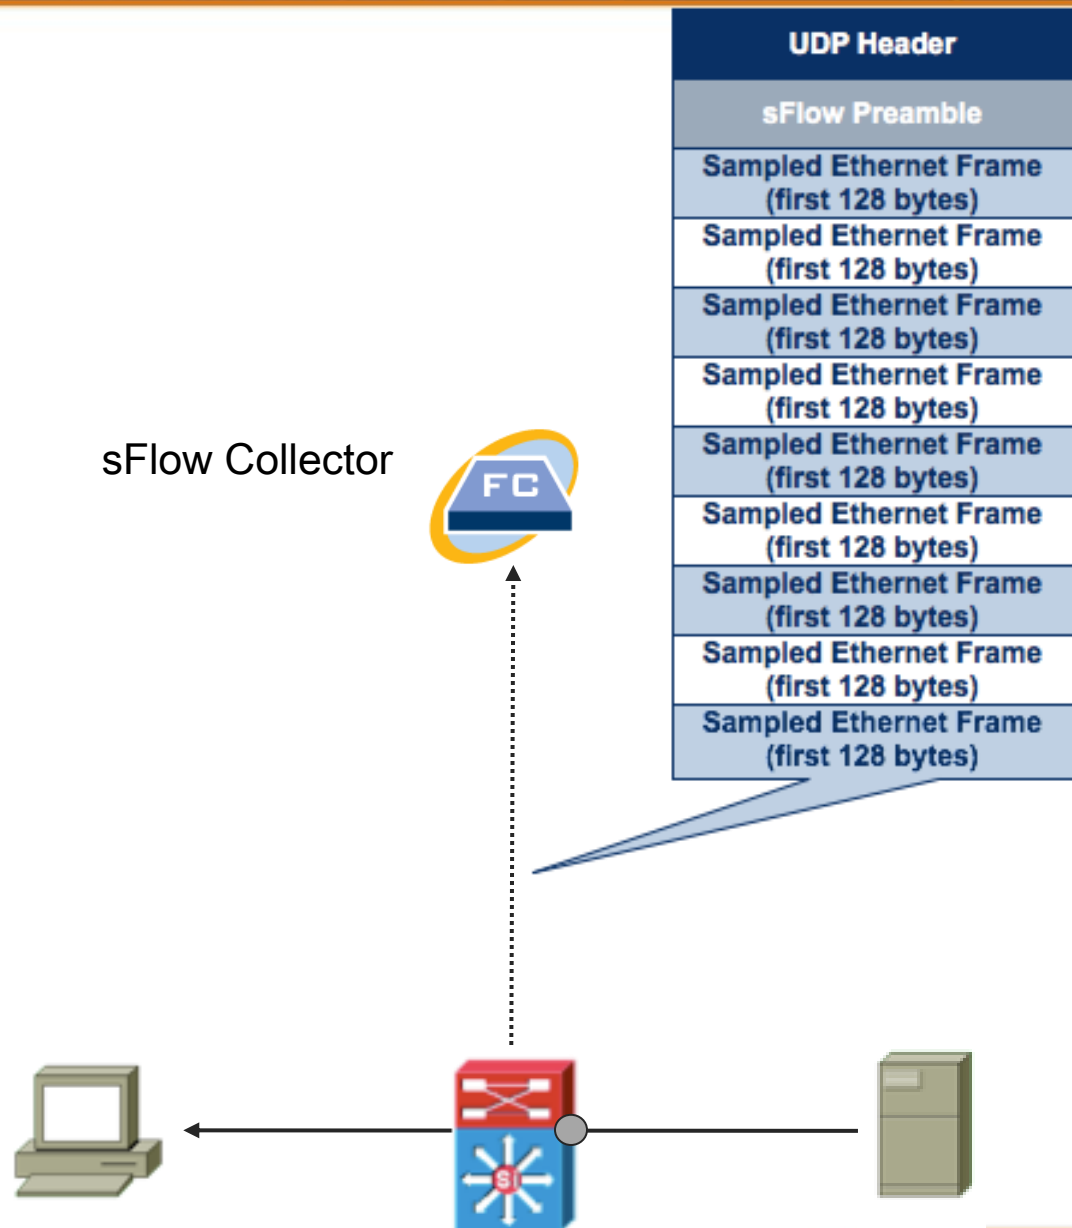 UDP Header
sFlow Preamble
Sampled Ethernet Frame
(first 128 bytes)
Sampled Ethernet Frame
(first 128 bytes)
Sampled Ethernet Frame
(first 128 bytes)
Sampled Ethernet Frame
(first 128 bytes)
Sampled Ethernet Frame
(first 128 bytes)
Sampled Ethernet Frame
(first 128 bytes)
Sampled Ethernet Frame
(first 128 bytes)
Sampled Ethernet Frame
(first 128 bytes)
Sampled Ethernet Frame
(first 128 bytes)
sFlow Collector
FC
Si